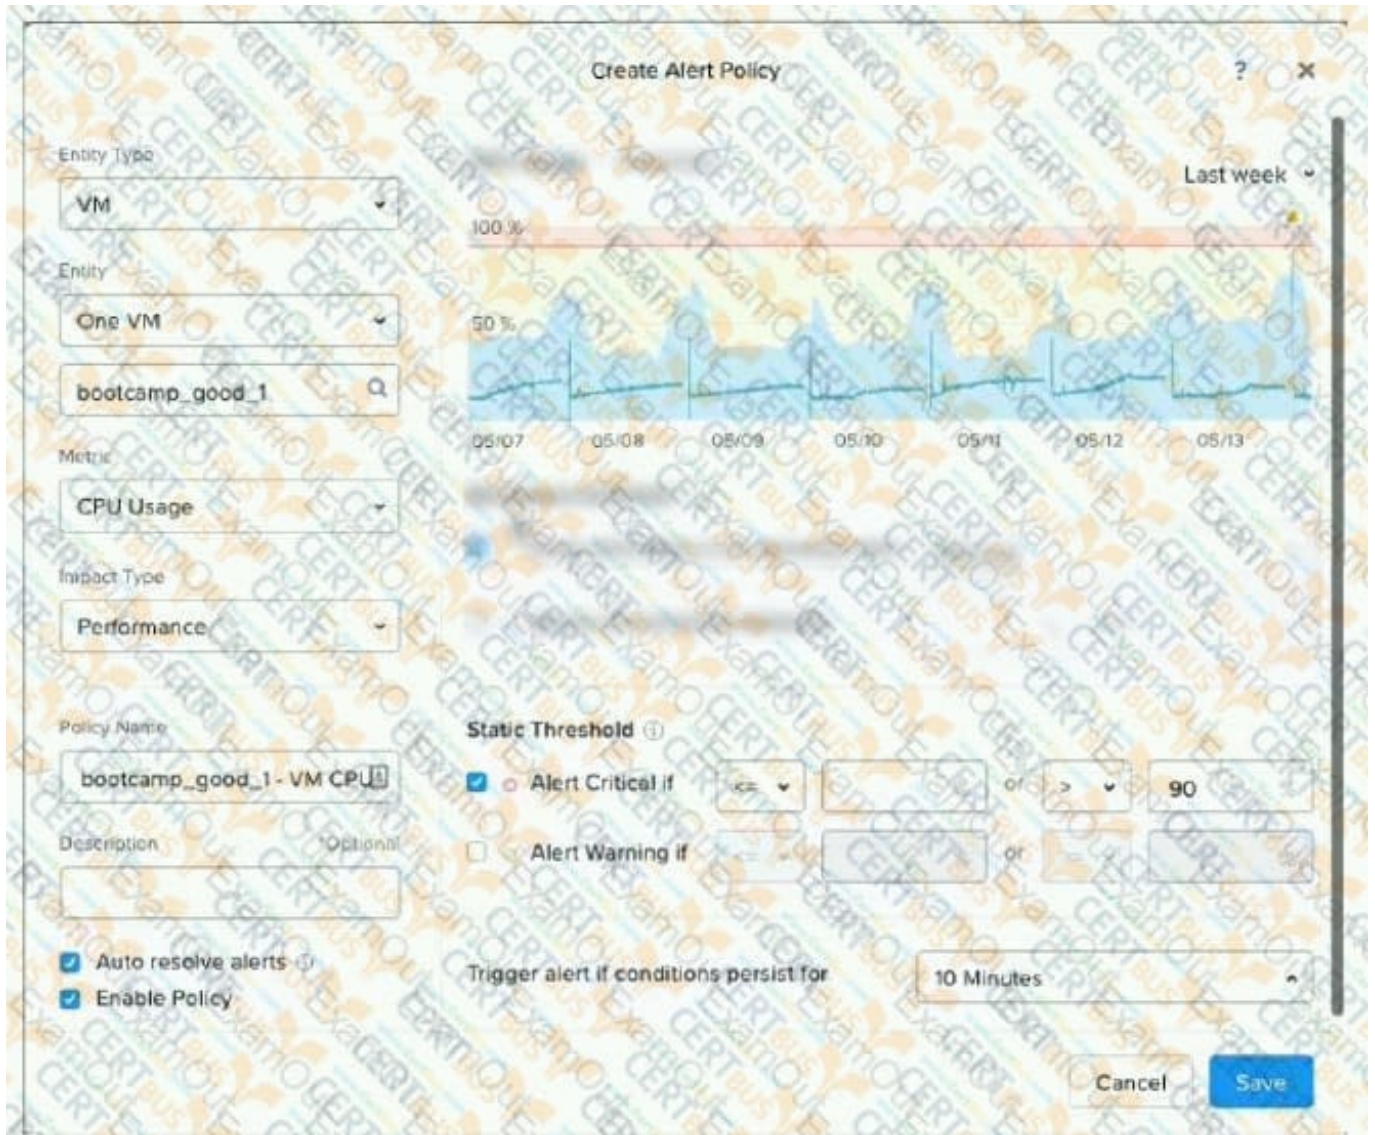 Create Alert Policy
?
Entity Type
VM
Entity
One VM
bootcamp_good_1
Metric
CPU Usage
Impact Type
Performance
Policy Name
bootcamp_good_1 - VM CPU
Description *Optional
Auto resolve alerts
Enable Policy
Last week
100 %
50 %
05/07 05/08 05/09 05/10 05/11 05/12 05/13
Static Threshold
Alert Critical if <= or > 90
Alert Warning if <= or
Trigger alert if conditions persist for 10 Minutes
Cancel Save